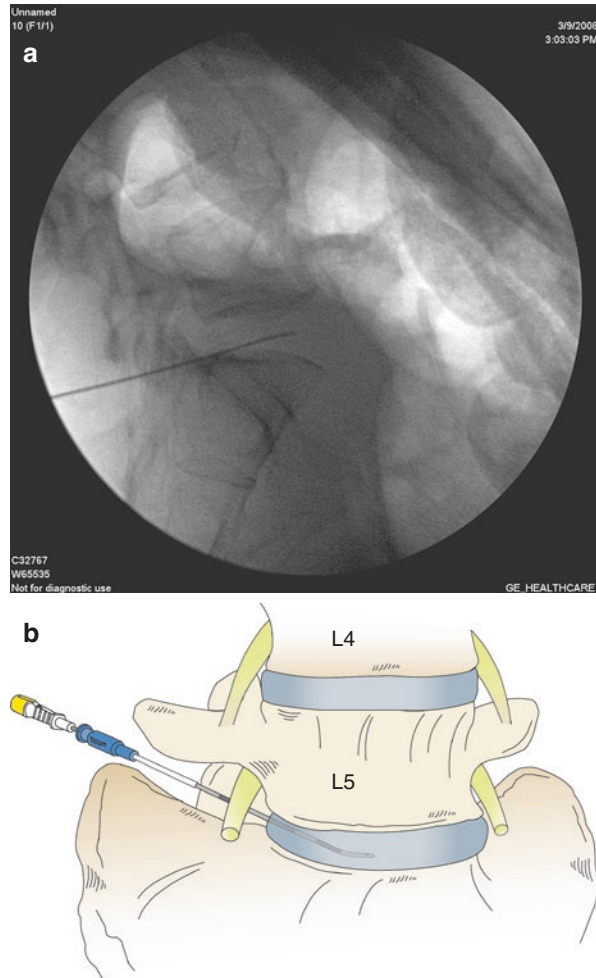 Unnamed
10 (F1/1)
3/9/2008
3:03:03 PM
a
C32767
W65535
Not for diagnostic use
GE_HEALTHCARE
b
L4
L5